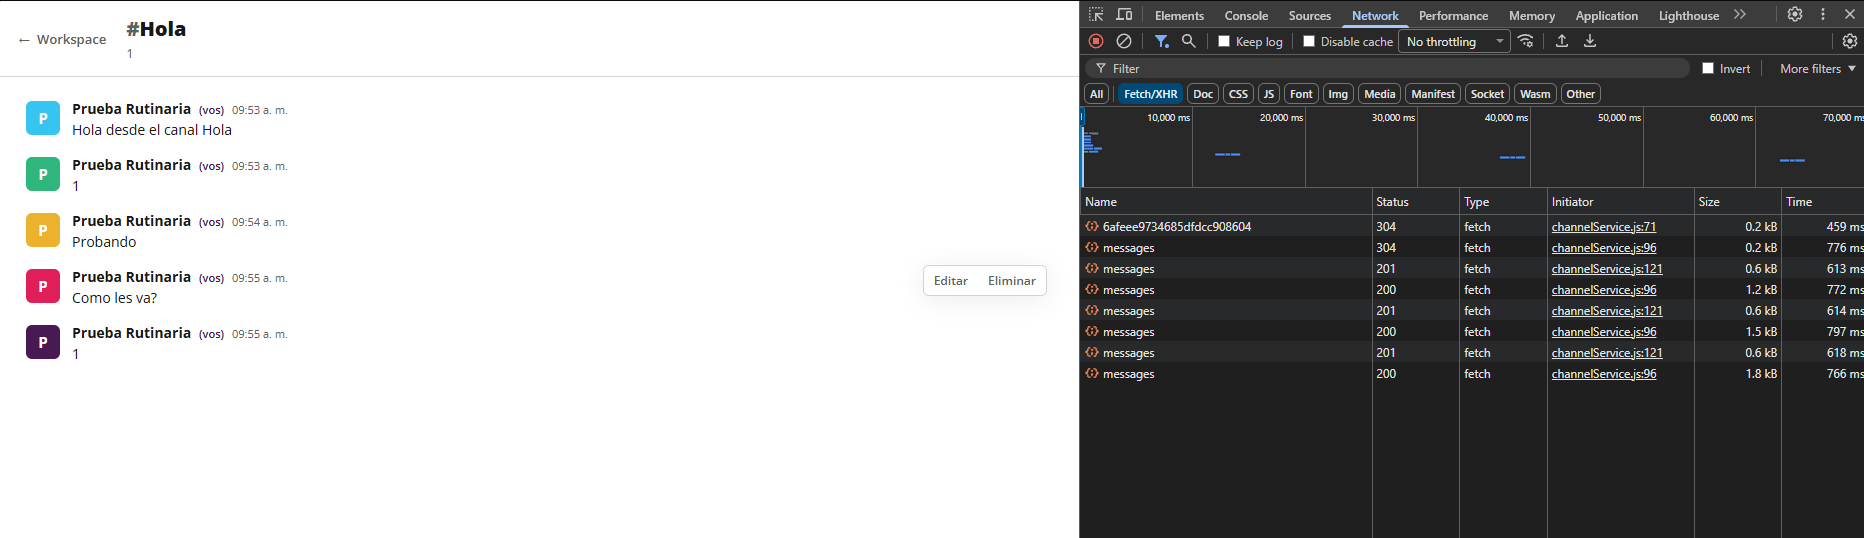 ← Workspace
#Hola
1
P
Prueba Rutinaria (vos) 09:53 a. m.
Hola desde el canal Hola
P
Prueba Rutinaria (vos) 09:53 a. m.
1
P
Prueba Rutinaria (vos) 09:54 a. m.
Probando
P
Prueba Rutinaria (vos) 09:55 a. m.
Como les va?
Editar Eliminar
P
Prueba Rutinaria (vos) 09:55 a. m.
1
Elements Console Sources Network Performance Memory Application Lighthouse
Keep log Disable cache No throttling
Filter Invert More filters
All Fetch/XHR Doc CSS JS Font Img Media Manifest Socket Wasm Other
10,000 ms 20,000 ms 30,000 ms 40,000 ms 50,000 ms 60,000 ms 70,000 ms
Name Status Type Initiator Size Time
6afeee9734685dfdcc908604 304 fetch channelService.js:71 0.2 kB 459 ms
messages 304 fetch channelService.js:96 0.2 kB 776 ms
messages 201 fetch channelService.js:121 0.6 kB 613 ms
messages 200 fetch channelService.js:96 1.2 kB 772 ms
messages 201 fetch channelService.js:121 0.6 kB 614 ms
messages 200 fetch channelService.js:96 1.5 kB 797 ms
messages 201 fetch channelService.js:121 0.6 kB 618 ms
messages 200 fetch channelService.js:96 1.8 kB 766 ms